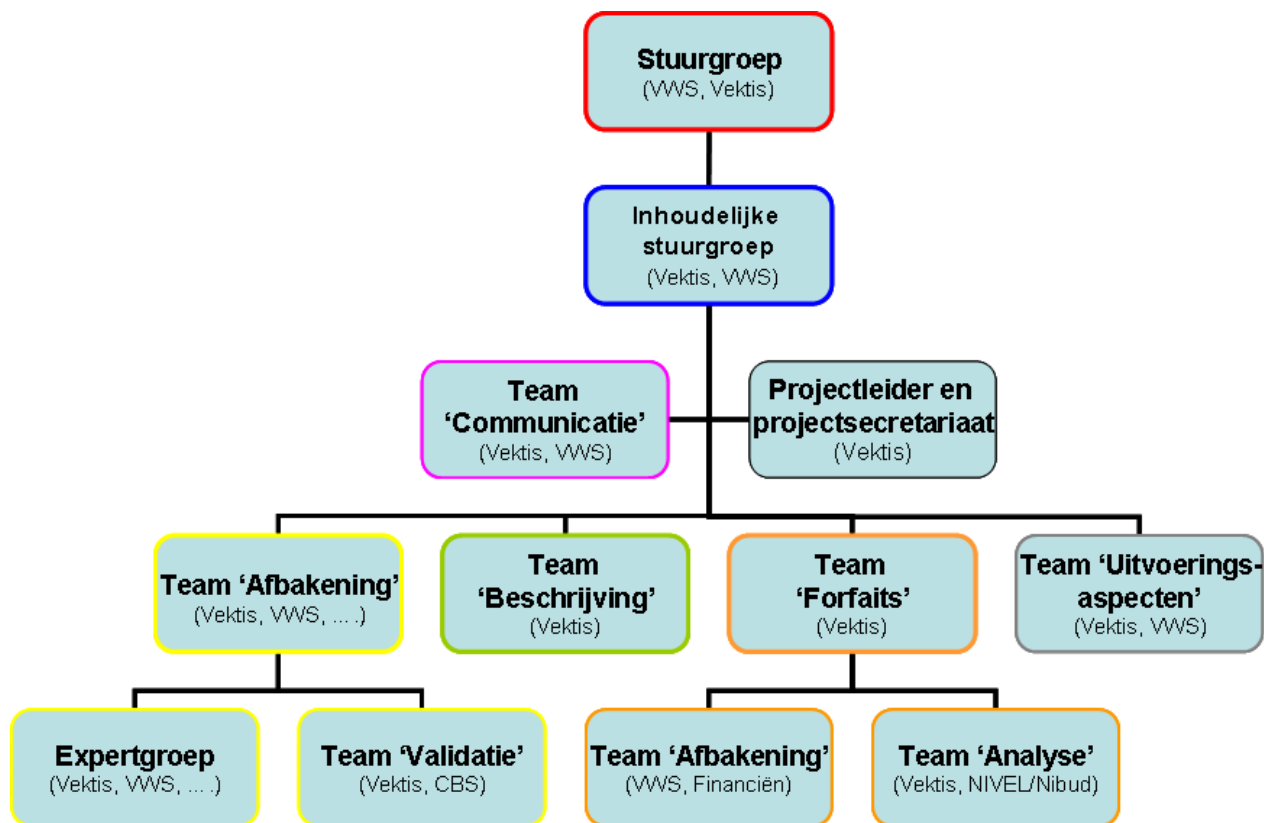 Stuurgroep
(VWS, Vektis)
Inhoudelijke
stuurgroep
(Vektis, VWS)
Team
‘Communicatie’
(Vektis, VWS)
Projectleider en
projectsecretariaat
(Vektis)
Team ‘Afbakening’
(Vektis, VWS, ... .)
Team
‘Beschrijving’
(Vektis)
Team
‘Forfaits’
(Vektis)
Team ‘Uitvoerings-
aspecten’
(Vektis, VWS)
Expertgroep
(Vektis, VWS, ... .)
Team ‘Validatie’
(Vektis, CBS)
Team ‘Afbakening’
(VWS, Financiën)
Team ‘Analyse’
(Vektis, NIVEL/Nibud)